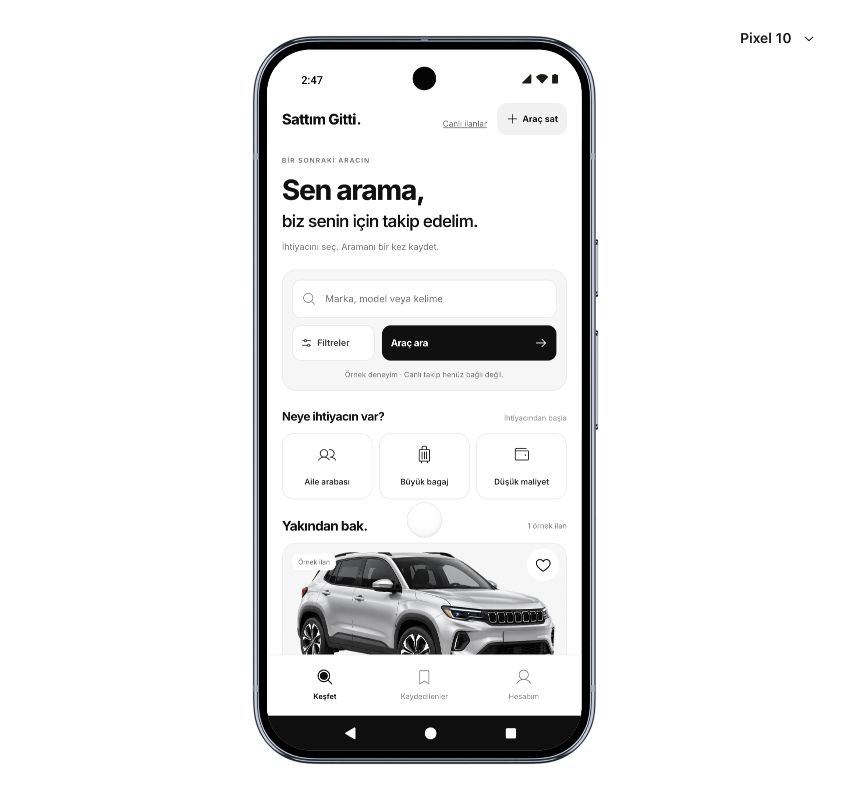 Pixel 10
2:47
Sattım Gitti.
Canlı ilanlar
Araç sat
BİR SONRAKİ ARACIN
Sen arama,
biz senin için takip edelim.
İhtiyacını seç. Aramanı bir kez kaydet.
Marka, model veya kelime
Filtreler
Araç ara
Örnek deneyim · Canlı takip henüz bağlı değil.
Neye ihtiyacın var?
İhtiyacından başla
Aile arabası
Büyük bagaj
Düşük maliyet
Yakından bak.
1 örnek ilan
Örnek ilan
Keşfet
Kaydedilenler
Hesabım